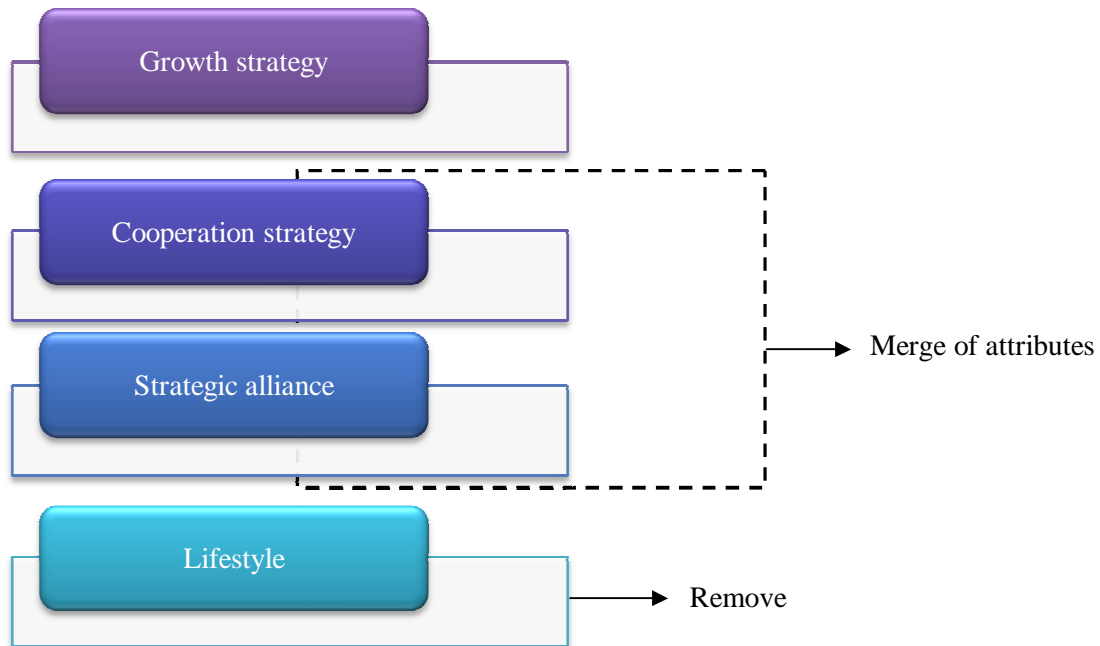 Growth strategy
Cooperation strategy
Merge of attributes
Strategic alliance
Lifestyle
Remove